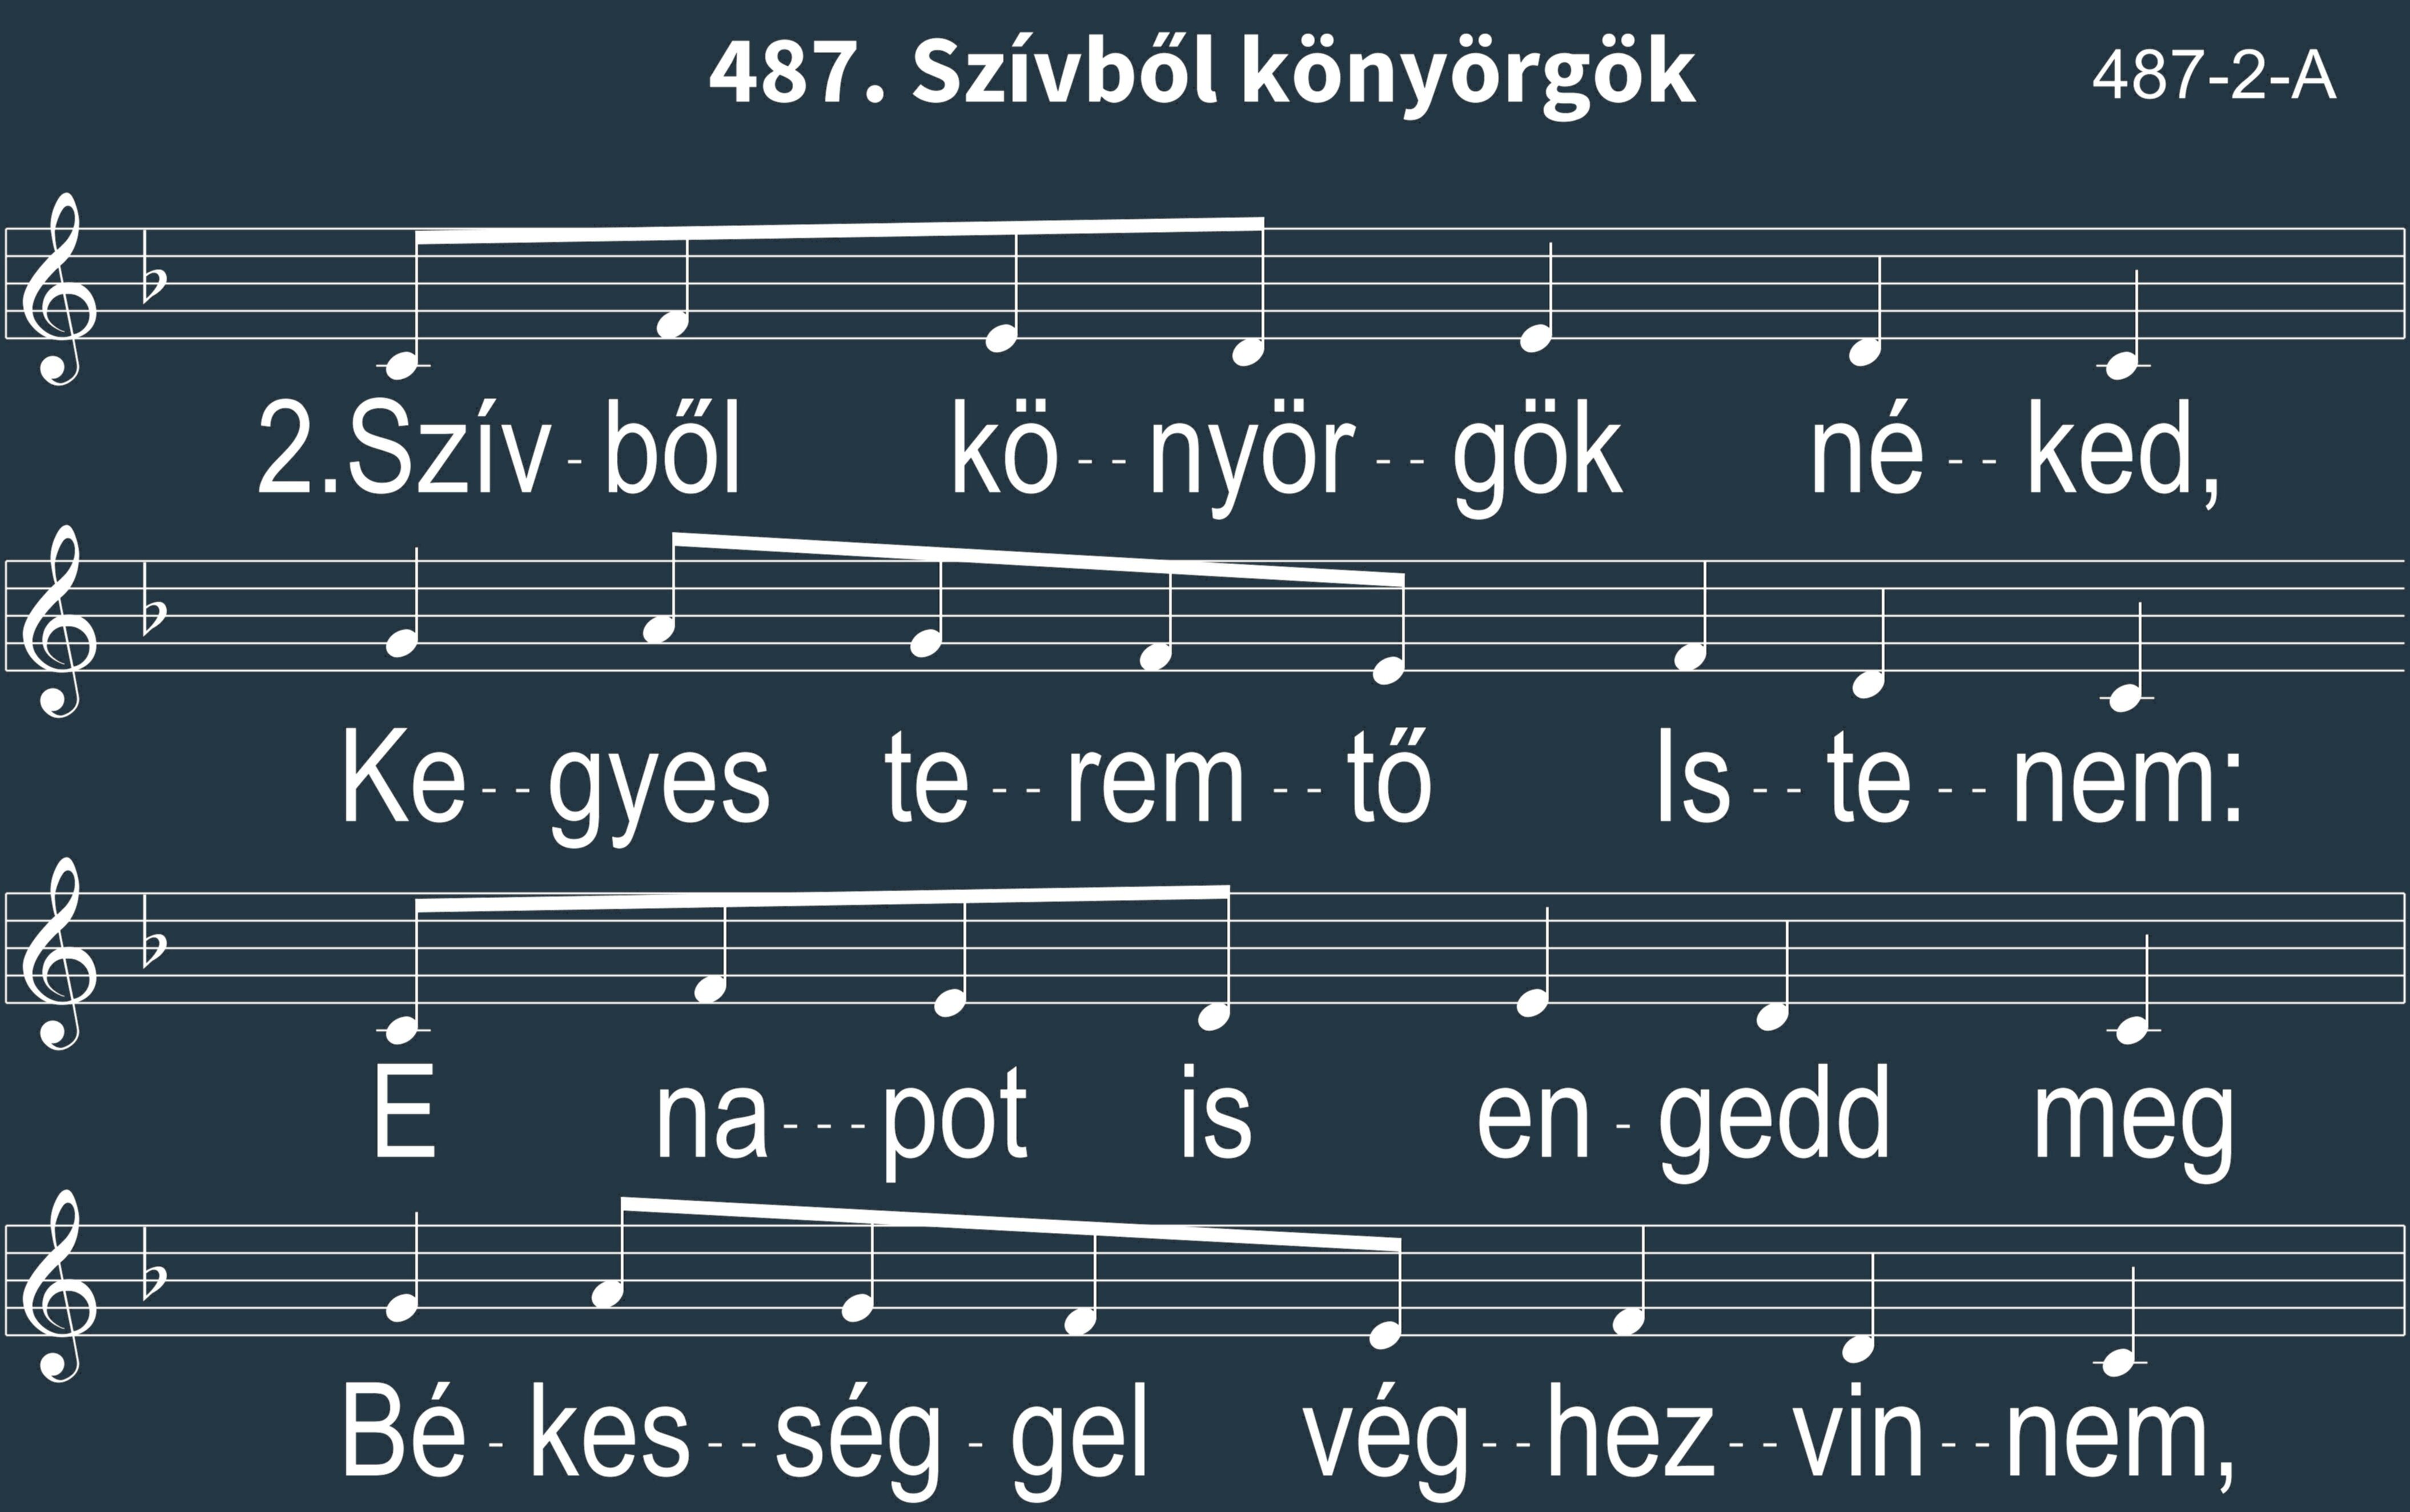 487. Szívből könyörgök
487-2-A
2.Szív-ből kö--nyör--gök né--ked,
Ke--gyes te--rem--tő Is--te--nem:
E na---pot is en-gedd meg
Bé-kes--ség-gel vég--hez--vin--nem,